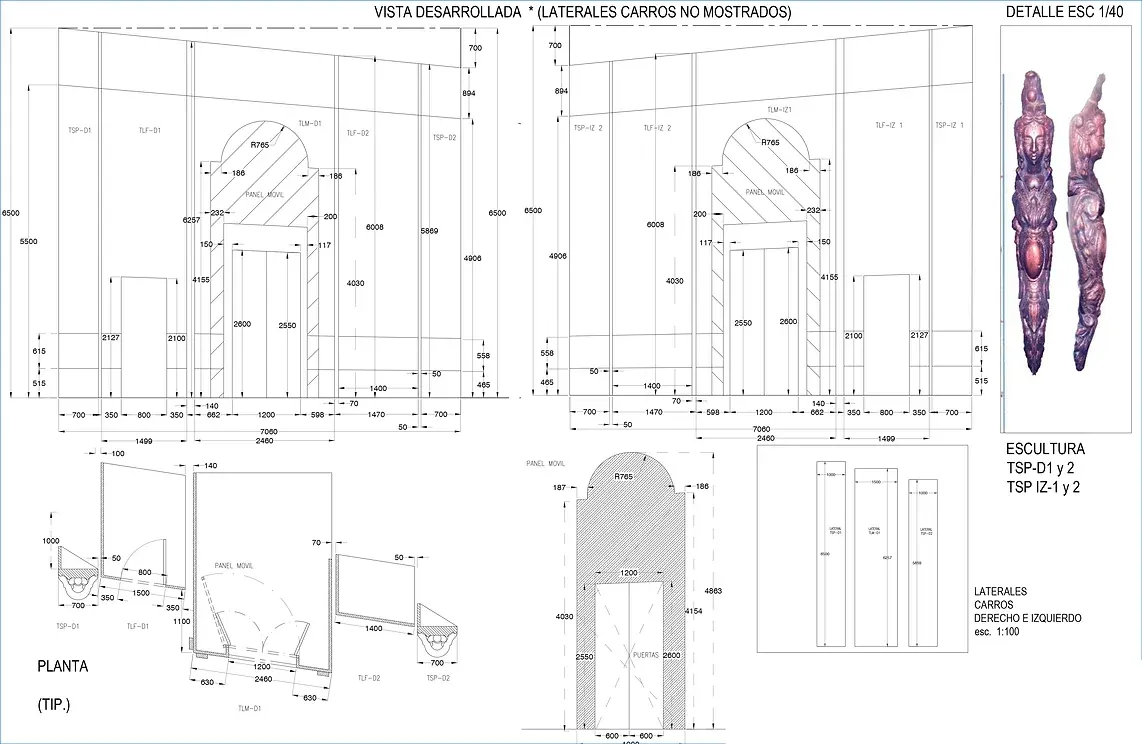 VISTA DESARROLLADA * (LATERALES CARROS NO MOSTRADOS)
DETALLE ESC 1/40
700
894
TSP-D1
TLF-D1
TLM-D1
TLF-D2
TSP-D2
R765
186
186
PANEL MOVIL
6500
5500
6257
232
200
6008
5869
6500
4906
150
117
4155
4030
2127
2100
2600
2550
615
515
558
465
50
1400
140
70
700
350
800
350
662
1200
598
1470
700
50
7060
1499
2460
700
894
TSP-IZ 2
TLF-IZ 2
TLM-IZ1
TLF-IZ 1
TSP-IZ 1
R765
186
186
PANEL MOVIL
6500
4906
6008
200
232
117
150
4030
4155
2550
2600
2100
2127
558
465
615
515
50
1400
70
140
700
1470
598
1200
662
350
800
350
700
50
7060
2460
1499
ESCULTURA
TSP-D1 y 2
TSP IZ-1 y 2
100
140
1000
50
800
PANEL MOVIL
70
50
700
350
1500
350
1100
1400
700
TSP-D1
TLF-D1
1200
2460
630
630
TLM-D1
TLF-D2
TSP-D2
PLANTA
(TIP.)
PANEL MOVIL
R765
187
186
1200
4030
4154
4863
2550
PUERTAS
2600
600
600
1000
1500
1000
LATERAL
TSP-D1
LATERAL
TLM-D1
LATERAL
TSP-D2
6500
6257
5869
LATERALES
CARROS
DERECHO E IZQUIERDO
esc. 1:100